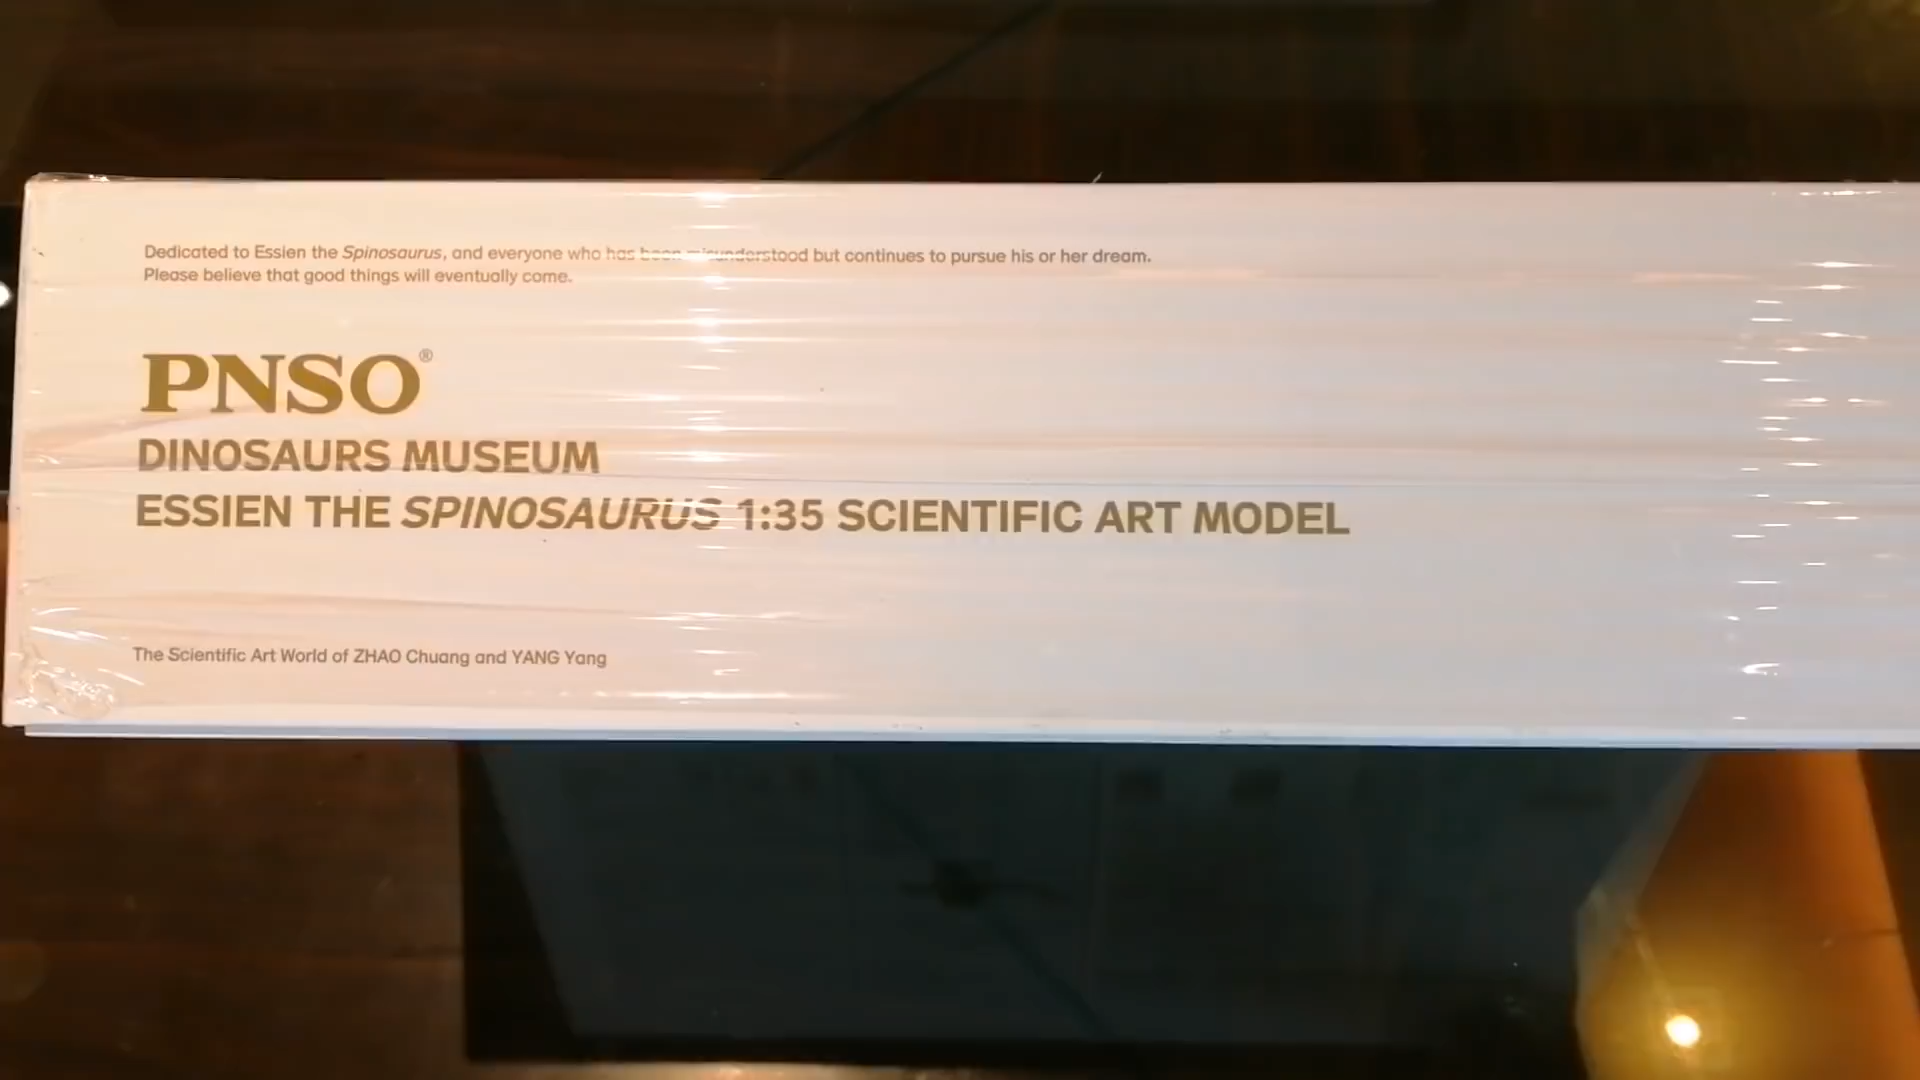 Dedicated to Essien the Spinosaurus, and everyone who has been misunderstood but continues to pursue his or her dream.
Please believe that good things will eventually come.
PNSO®
DINOSAURS MUSEUM
ESSIEN THE SPINOSAURUS 1:35 SCIENTIFIC ART MODEL
The Scientific Art World of ZHAO Chuang and YANG Yang